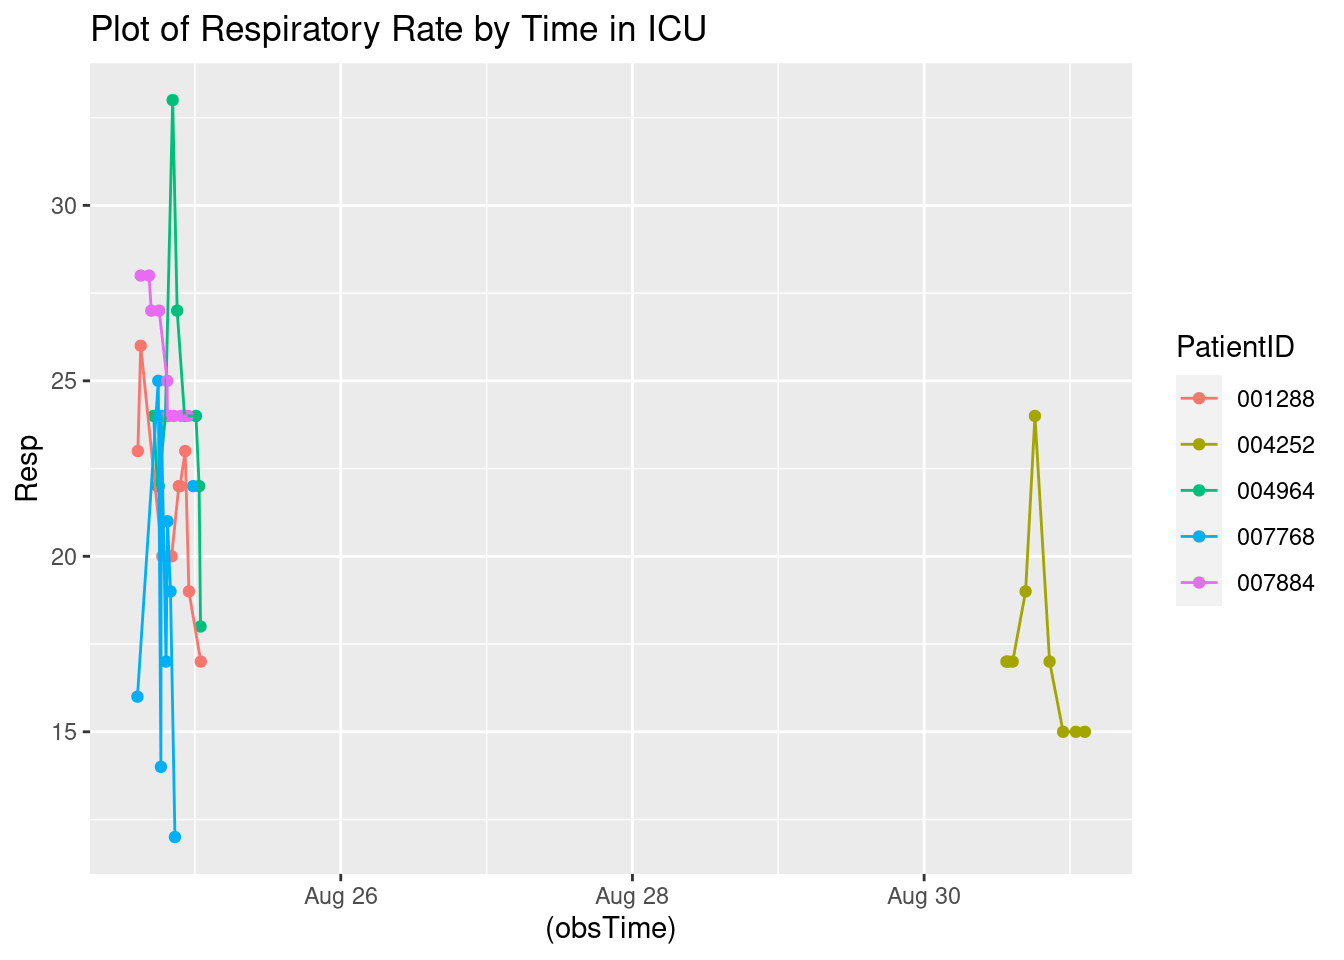 Plot of Respiratory Rate by Time in ICU
Resp
30
25
20
15
Aug 26
Aug 28
Aug 30
(obsTime)
PatientID
001288
004252
004964
007768
007884